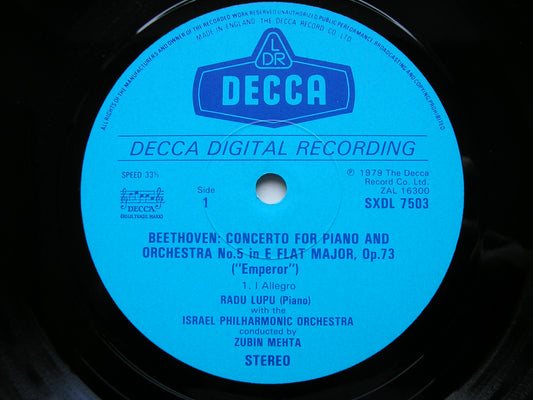 ALL RIGHTS OF THE MANUFACTURERS AND OWNER OF THE RECORDED WORK RESERVED UNAUTHORIZED PUBLIC PERFORMANCE, BROADCASTING AND COPYING PROHIBITED.
MADE IN ENGLAND THE DECCA RECORD CO LTD.
L
DR
DECCA
DECCA DIGITAL RECORDING
SPEED 33⅓
℗ 1979 The Decca
Record Co. Ltd.
ZAL 16300
Side
1
SXDL 7503
DECCA
BEETHOVEN: CONCERTO FOR PIANO AND
ORCHESTRA No.5 in E FLAT MAJOR, Op.73
("Emperor")
1. I Allegro
RADU LUPU (Piano)
with the
ISRAEL PHILHARMONIC ORCHESTRA
conducted by
ZUBIN MEHTA
STEREO